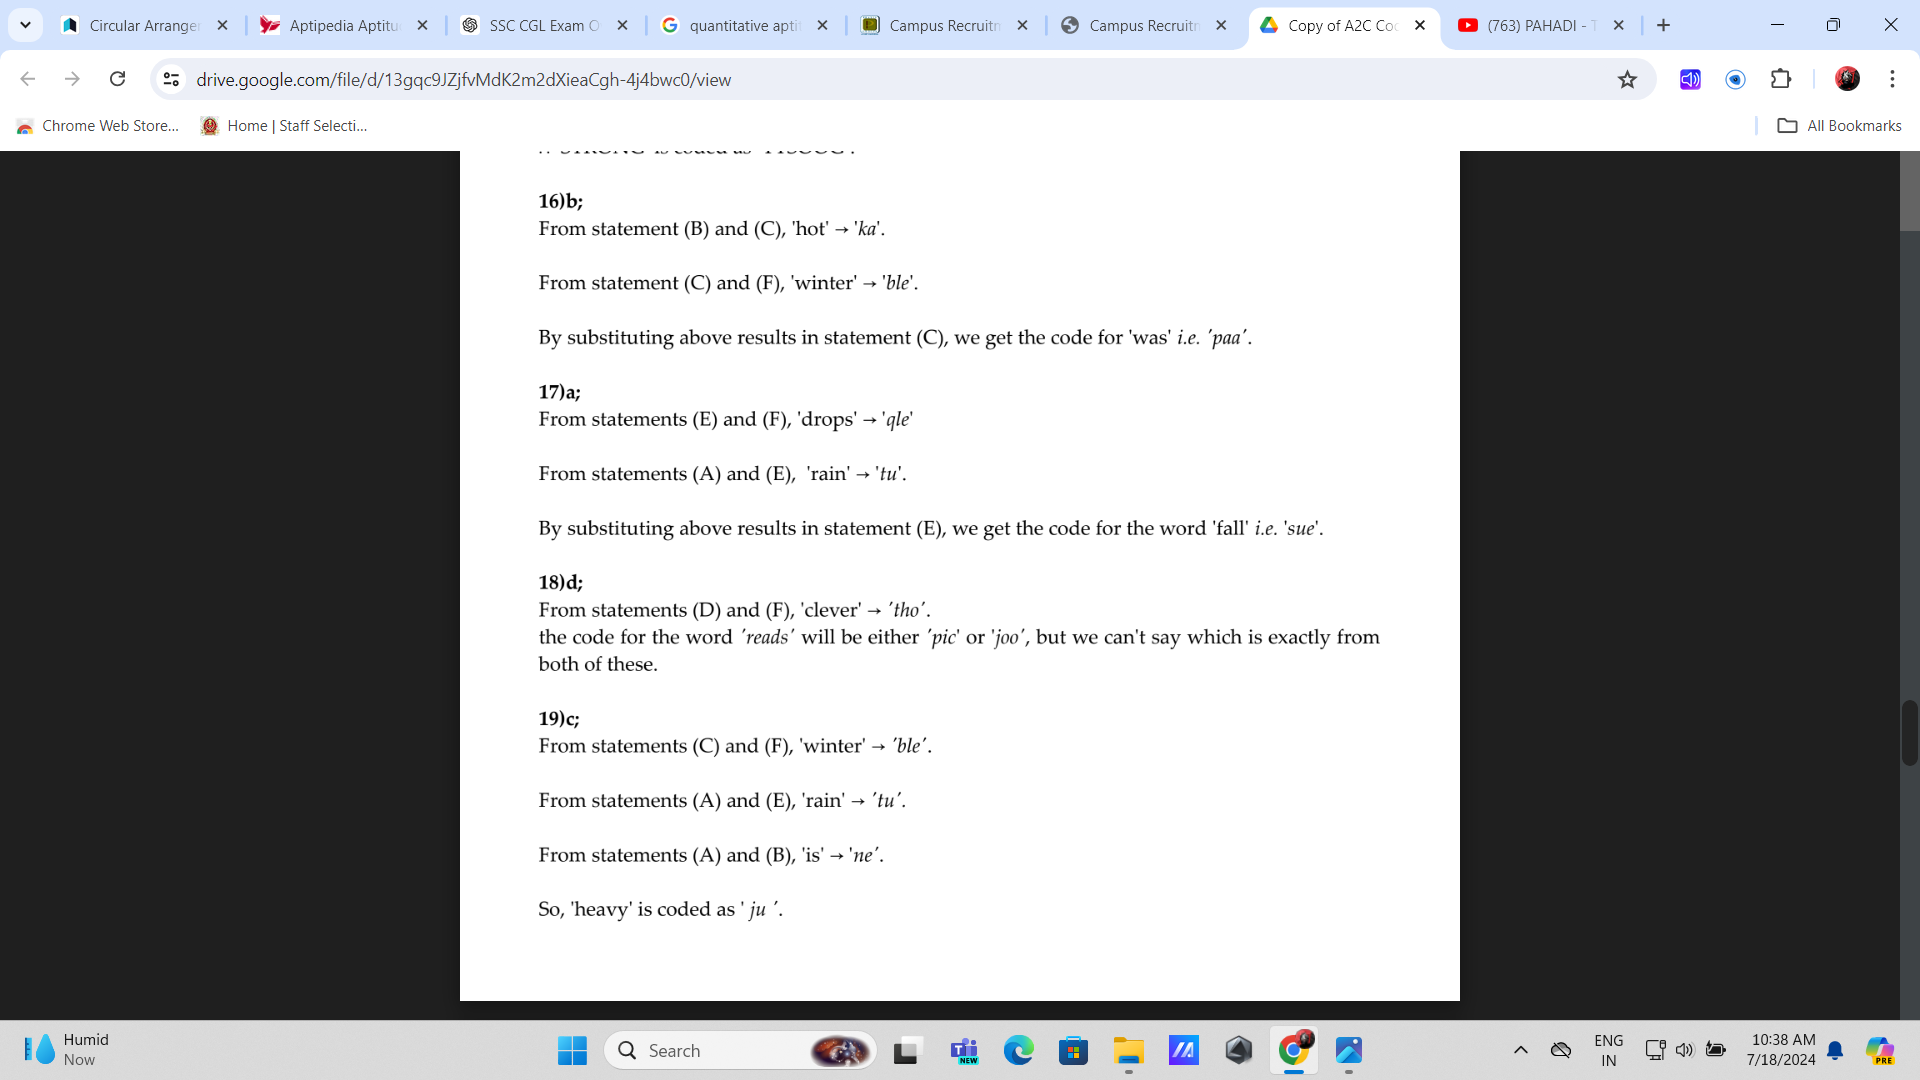 Circular Arranger
Aptipedia Aptitu
SSC CGL Exam O
quantitative apti
Campus Recruitn
Campus Recruitn
Copy of A2C Coc
(763) PAHADI - T
drive.google.com/file/d/13gqc9JZjfvMdK2m2dXieaCgh-4j4bwc0/view
Chrome Web Store...
Home | Staff Selecti...
All Bookmarks
16)b;
From statement (B) and (C), 'hot' → 'ka'.
From statement (C) and (F), 'winter' → 'ble'.
By substituting above results in statement (C), we get the code for 'was' i.e. 'paa'.
17)a;
From statements (E) and (F), 'drops' → 'qle'
From statements (A) and (E), 'rain' → 'tu'.
By substituting above results in statement (E), we get the code for the word 'fall' i.e. 'sue'.
18)d;
From statements (D) and (F), 'clever' → 'tho'.
the code for the word 'reads' will be either 'pic' or 'joo', but we can't say which is exactly from
both of these.
19)c;
From statements (C) and (F), 'winter' → 'ble'.
From statements (A) and (E), 'rain' → 'tu'.
From statements (A) and (B), 'is' → 'ne'.
So, 'heavy' is coded as ' ju '.
Humid
Now
Search
NEW
ENG
IN
10:38 AM
7/18/2024
PRE